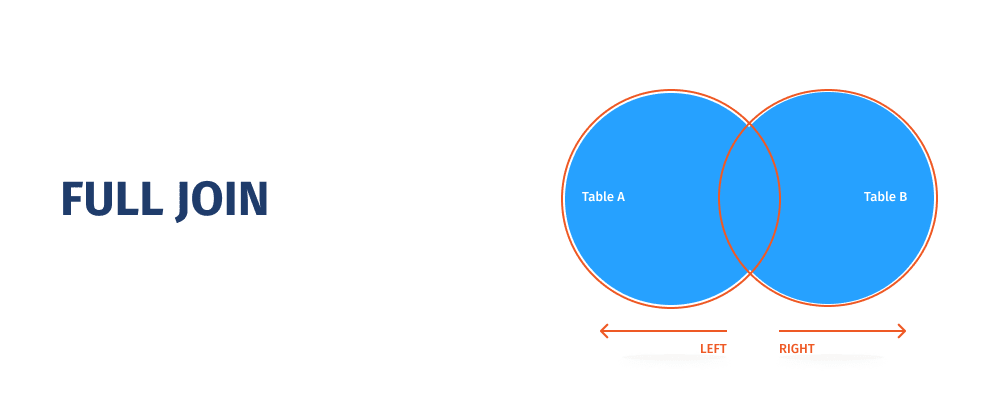 FULL JOIN
Table A
Table B
LEFT
RIGHT